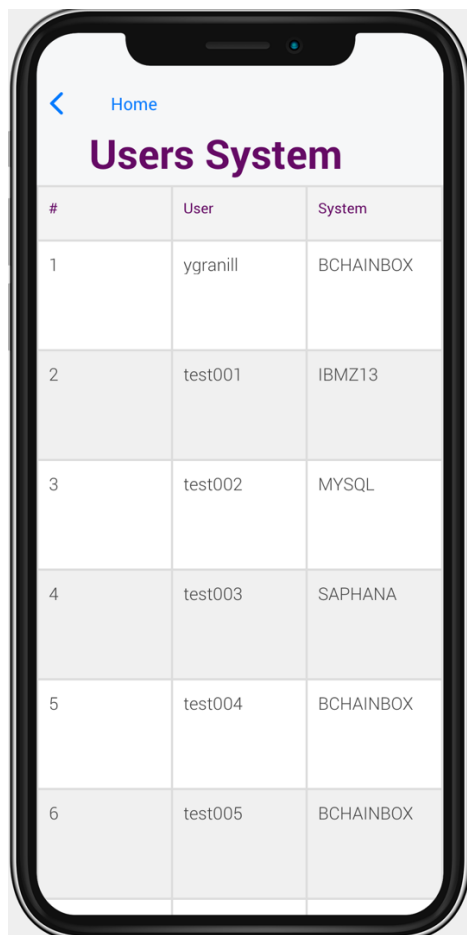 Home
Users System
# User System
1 ygranill BCHAINBOX
2 test001 IBMZ13
3 test002 MYSQL
4 test003 SAPHANA
5 test004 BCHAINBOX
6 test005 BCHAINBOX